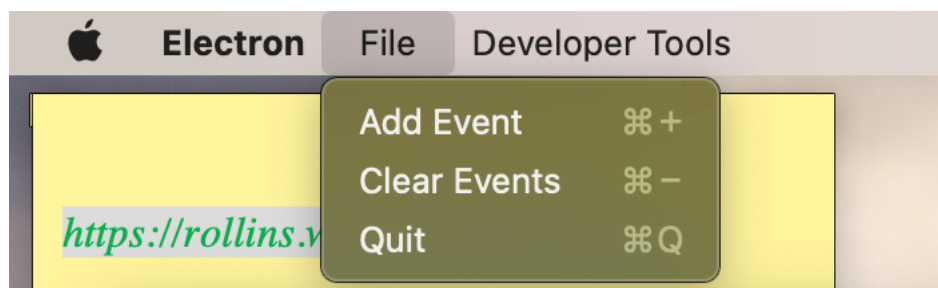 Electron File Developer Tools
Add Event ⌘+
Clear Events ⌘−
Quit ⌘Q
https://rollins.